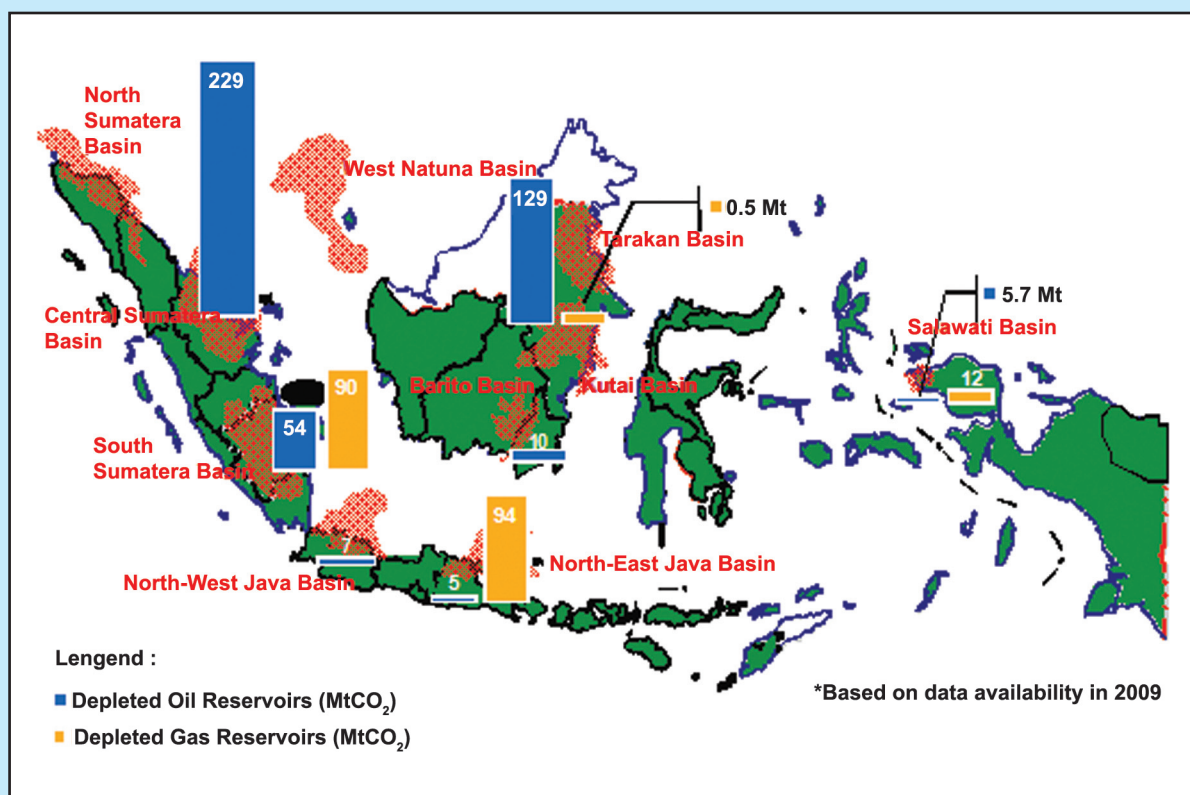 229
North
Sumatera
Basin
West Natuna Basin
129
0.5 Mt
Tarakan Basin
5.7 Mt
Salawati Basin
12
Central Sumatera
Basin
90
54
Barito Basin
Kutai Basin
10
South
Sumatera Basin
94
7
5
North-West Java Basin
North-East Java Basin
Lengend :
Depleted Oil Reservoirs (MtCO₂)
Depleted Gas Reservoirs (MtCO₂)
*Based on data availability in 2009